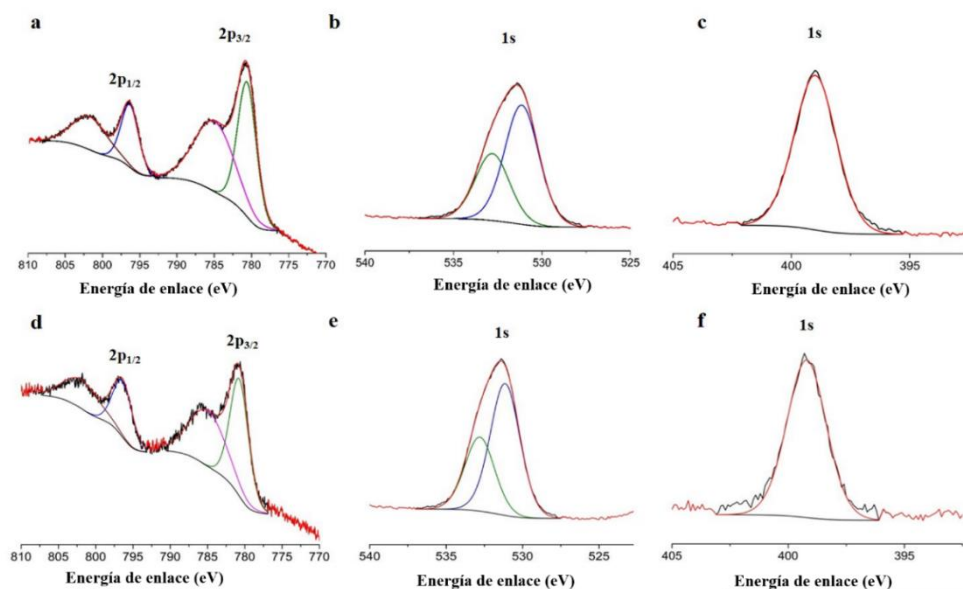 a
2p3/2
2p1/2
810 805 800 795 790 785 780 775 770
Energía de enlace (eV)
b
1s
540 535 530 525
Energía de enlace (eV)
c
1s
405 400 395
Energía de enlace (eV)
d
2p3/2
2p1/2
810 805 800 795 790 785 780 775 770
Energía de enlace (eV)
e
1s
540 535 530 525
Energía de enlace (eV)
f
1s
405 400 395
Energía de enlace (eV)